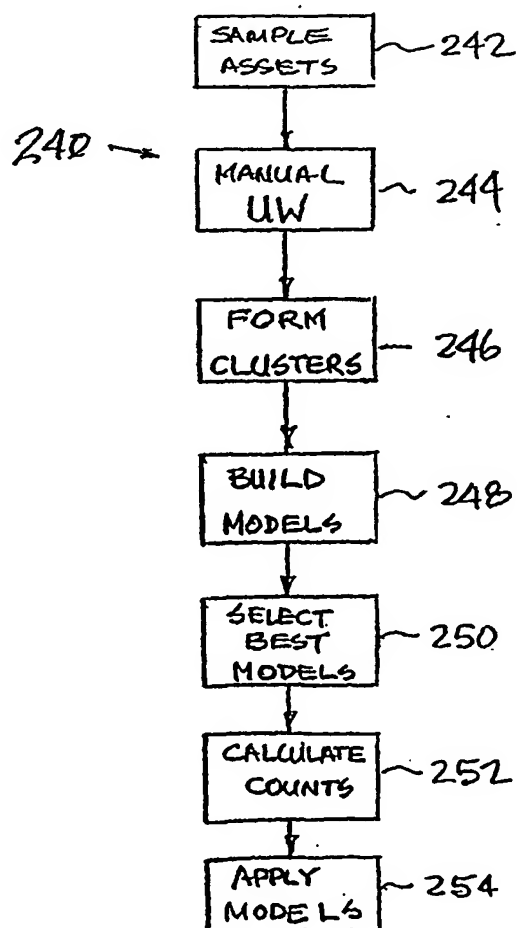 SAMPLE
ASSETS
242
240
MANUAL
UW
244
FORM
CLUSTERS
246
BUILD
MODELS
248
SELECT
BEST
MODELS
250
CALCULATE
COUNTS
252
APPLY
MODELS
254